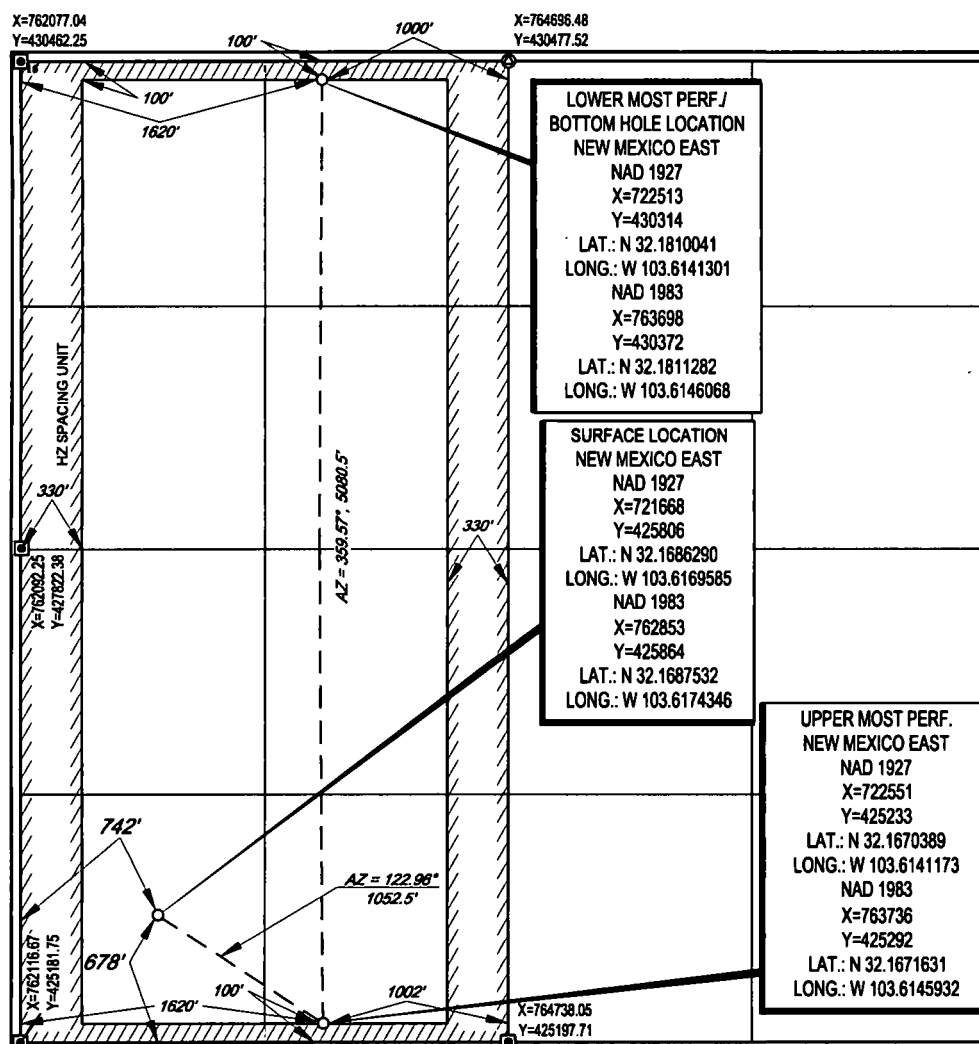 X=762077.04
Y=430462.25
X=764696.48
Y=430477.52
100'
1000'
100'
1620'
LOWER MOST PERF./
BOTTOM HOLE LOCATION
NEW MEXICO EAST
NAD 1927
X=722513
Y=430314
LAT.: N 32.1810041
LONG.: W 103.6141301
NAD 1983
X=763698
Y=430372
LAT.: N 32.1811282
LONG.: W 103.6146068
HZ SPACING UNIT
330'
AZ = 359.57°, 5080.5'
330'
X=762092.25
Y=427822.38
SURFACE LOCATION
NEW MEXICO EAST
NAD 1927
X=721668
Y=425806
LAT.: N 32.1686290
LONG.: W 103.6169585
NAD 1983
X=762853
Y=425864
LAT.: N 32.1687532
LONG.: W 103.6174346
UPPER MOST PERF.
NEW MEXICO EAST
NAD 1927
X=722551
Y=425233
LAT.: N 32.1670389
LONG.: W 103.6141173
NAD 1983
X=763736
Y=425292
LAT.: N 32.1671631
LONG.: W 103.6145932
742'
AZ = 122.96°
1052.5'
678'
X=762116.67
Y=425181.75
1620'
100'
1002'
X=764738.05
Y=425197.71